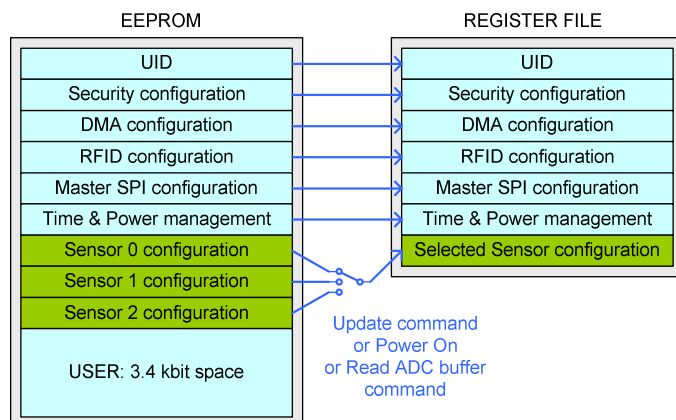 EEPROM
UID
Security configuration
DMA configuration
RFID configuration
Master SPI configuration
Time & Power management
Sensor 0 configuration
Sensor 1 configuration
Sensor 2 configuration
USER: 3.4 kbit space
REGISTER FILE
UID
Security configuration
DMA configuration
RFID configuration
Master SPI configuration
Time & Power management
Selected Sensor configuration
Update command
or Power On
or Read ADC buffer
command